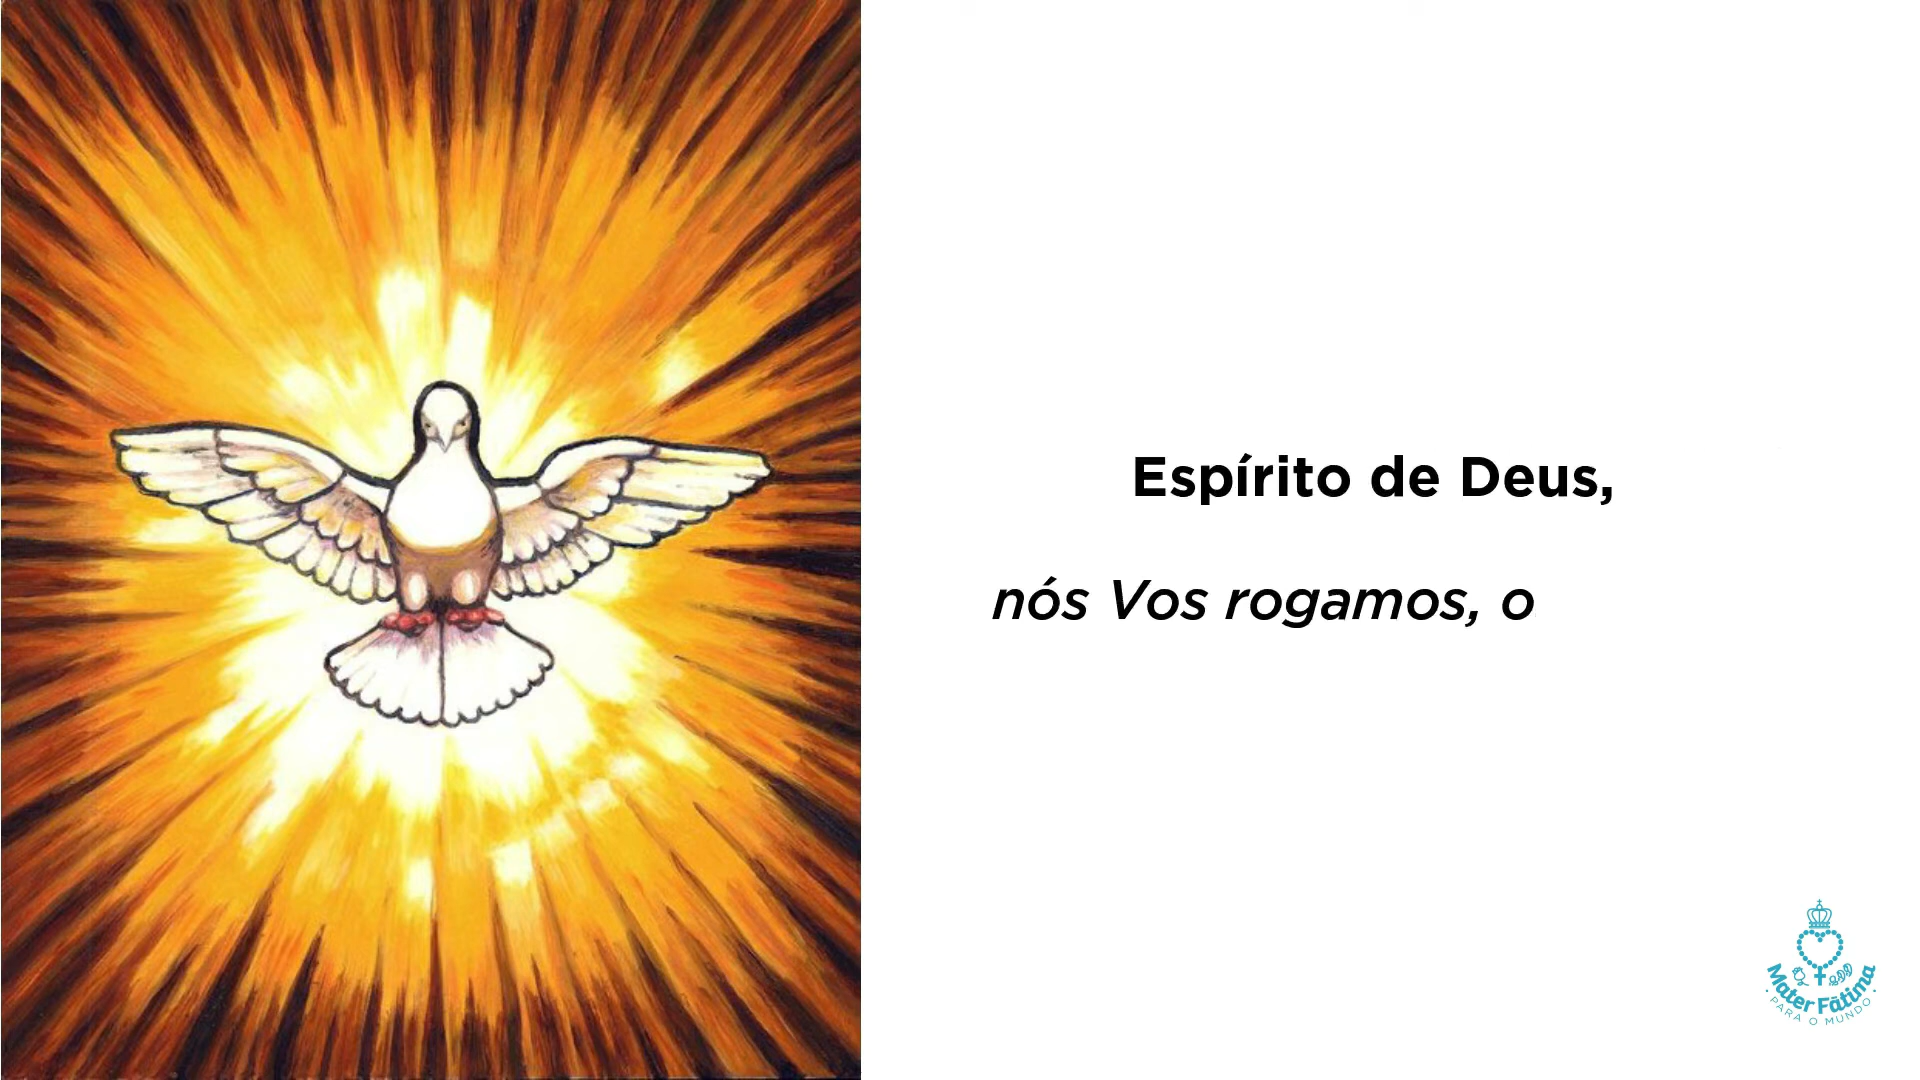 Espírito de Deus,
nós Vos rogamos, o
Mater Fátima
PARA O MUNDO